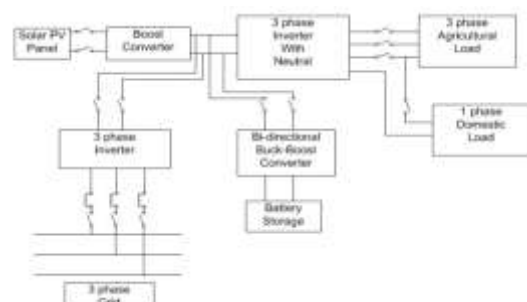 Solar PV
Panel
Boost
Converter
3 phase
Inverter
With
Neutral
3 phase
Agricultural
Load
1 phase
Domestic
Load
3 phase
Inverter
Bi-directional
Buck-Boost
Converter
Battery
Storage
3 phase
Grid